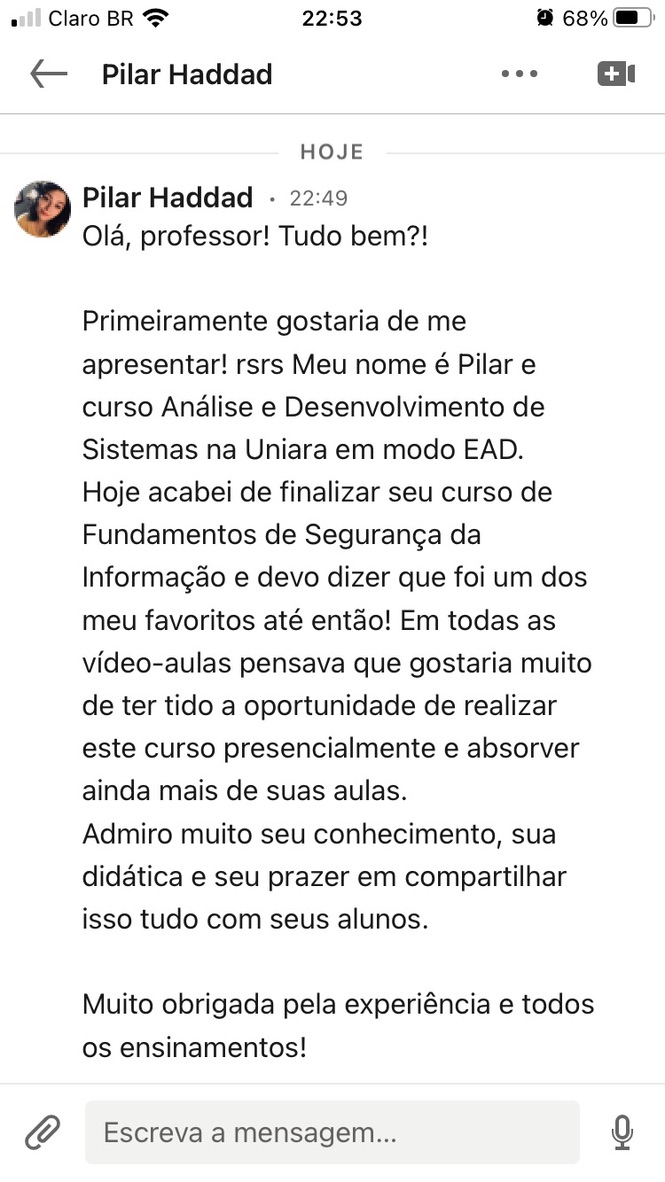 Claro BR 22:53 68%
Pilar Haddad
HOJE
Pilar Haddad · 22:49
Olá, professor! Tudo bem?!
Primeiramente gostaria de me
apresentar! rsrs Meu nome é Pilar e
curso Análise e Desenvolvimento de
Sistemas na Uniara em modo EAD.
Hoje acabei de finalizar seu curso de
Fundamentos de Segurança da
Informação e devo dizer que foi um dos
meu favoritos até então! Em todas as
vídeo-aulas pensava que gostaria muito
de ter tido a oportunidade de realizar
este curso presencialmente e absorver
ainda mais de suas aulas.
Admiro muito seu conhecimento, sua
didática e seu prazer em compartilhar
isso tudo com seus alunos.
Muito obrigada pela experiência e todos
os ensinamentos!
Escreva a mensagem...